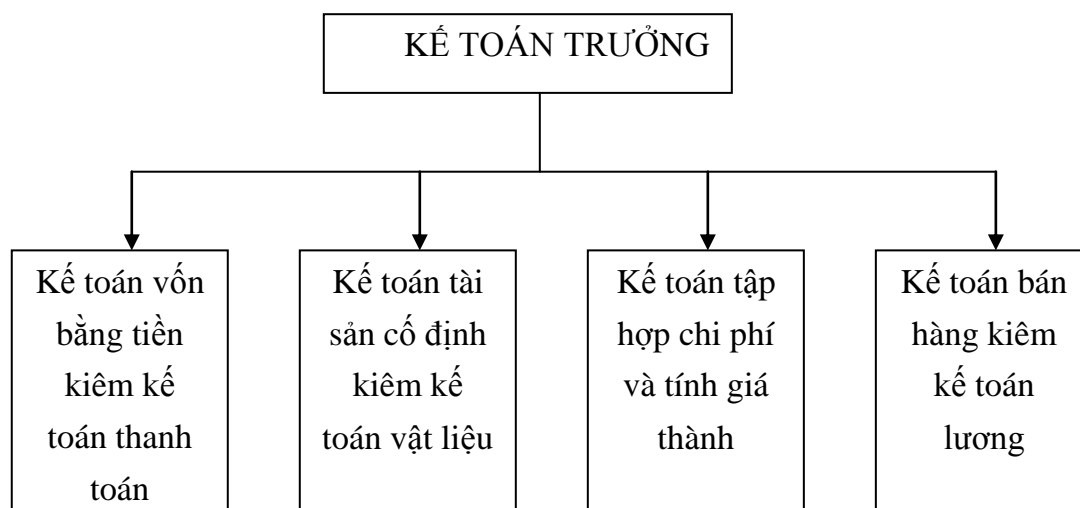 KẾ TOÁN TRƯỞNG
Kế toán vốn
bằng tiền
kiêm kế
toán thanh
toán
Kế toán tài
sản cố định
kiêm kế
toán vật liệu
Kế toán tập
hợp chi phí
và tính giá
thành
Kế toán bán
hàng kiêm
kế toán
lương